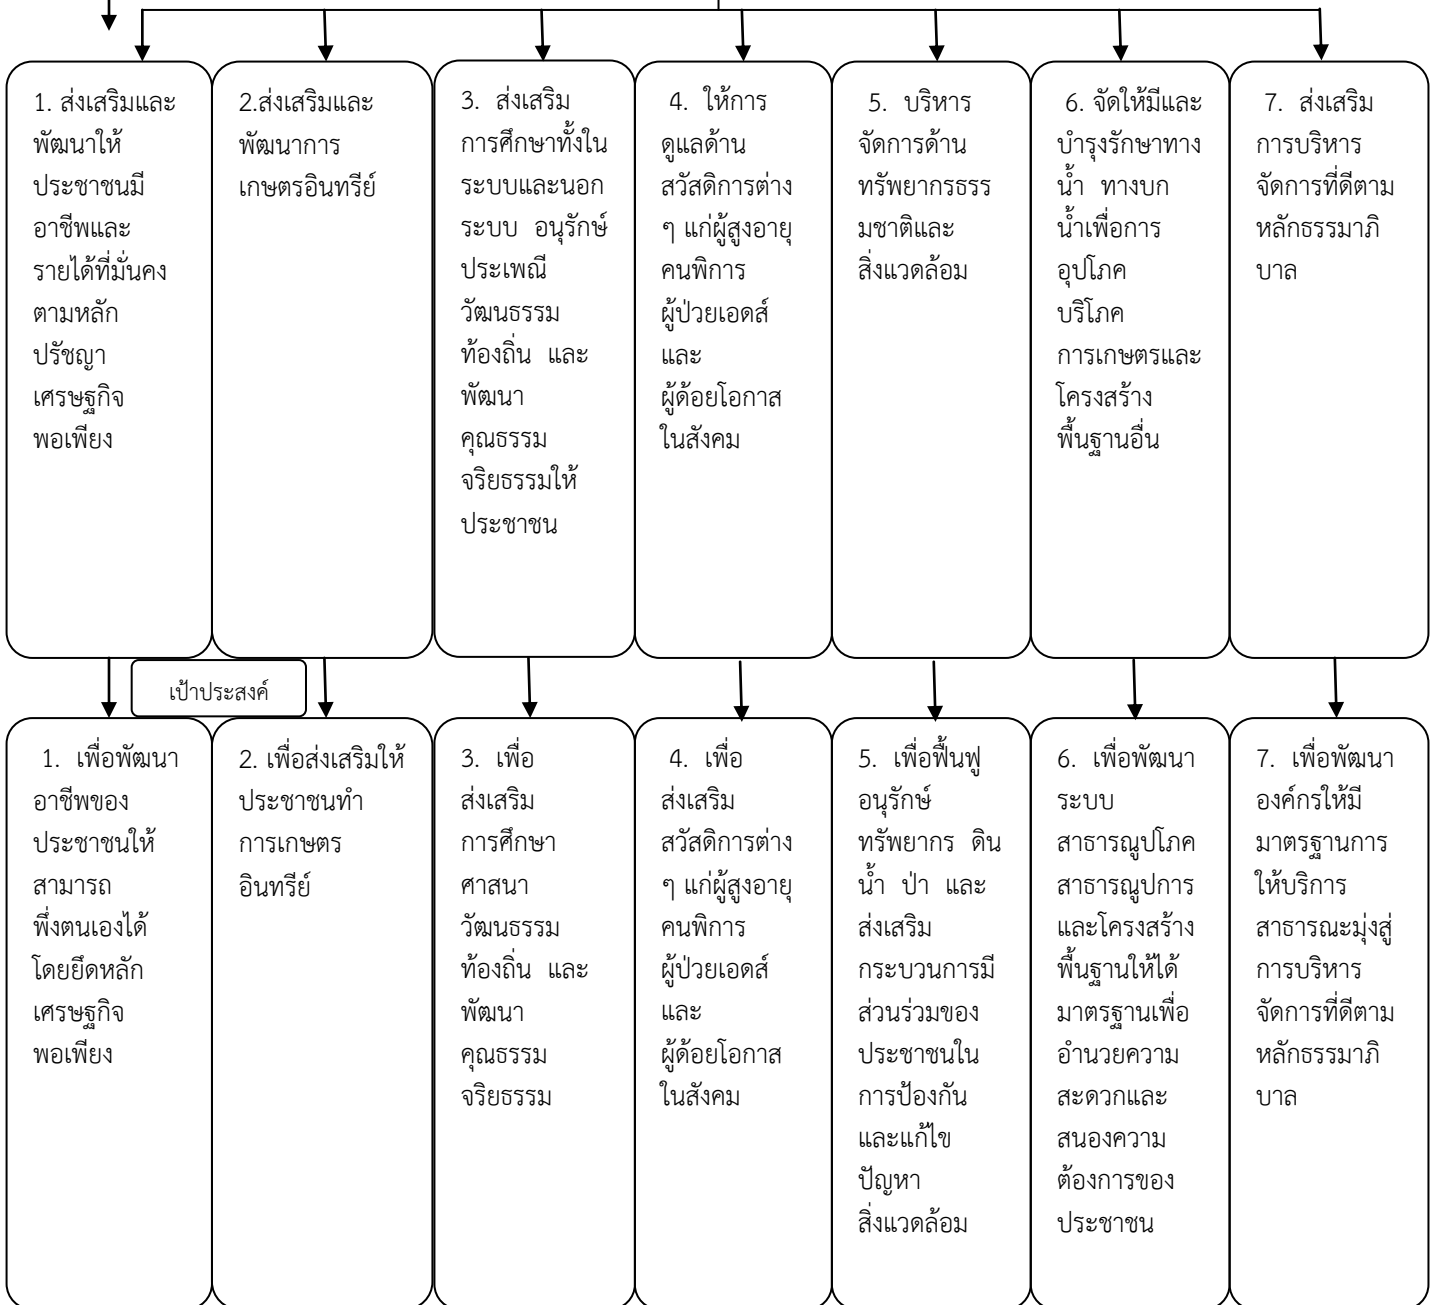 1. ส่งเสริมและ
พัฒนาให้
ประชาชนมี
อาชีพและ
รายได้ที่มั่นคง
ตามหลัก
ปรัชญา
เศรษฐกิจ
พอเพียง
2.ส่งเสริมและ
พัฒนาการ
เกษตรอินทรีย์
3. ส่งเสริม
การศึกษาทั้งใน
ระบบและนอก
ระบบ อนุรักษ์
ประเพณี
วัฒนธรรม
ท้องถิ่น และ
พัฒนา
คุณธรรม
จริยธรรมให้
ประชาชน
4. ให้การ
ดูแลด้าน
สวัสดิการต่าง
ๆ แก่ผู้สูงอายุ
คนพิการ
ผู้ป่วยเอดส์
และ
ผู้ด้อยโอกาส
ในสังคม
5. บริหาร
จัดการด้าน
ทรัพยากรธรร
มชาติและ
สิ่งแวดล้อม
6. จัดให้มีและ
บำรุงรักษาทาง
น้ำ ทางบก
น้ำเพื่อการ
อุปโภค
บริโภค
การเกษตรและ
โครงสร้าง
พื้นฐานอื่น
7. ส่งเสริม
การบริหาร
จัดการที่ดีตาม
หลักธรรมาภิ
บาล
เป้าประสงค์
1. เพื่อพัฒนา
อาชีพของ
ประชาชนให้
สามารถ
พึ่งตนเองได้
โดยยึดหลัก
เศรษฐกิจ
พอเพียง
2. เพื่อส่งเสริมให้
ประชาชนทำ
การเกษตร
อินทรีย์
3. เพื่อ
ส่งเสริม
การศึกษา
ศาสนา
วัฒนธรรม
ท้องถิ่น และ
พัฒนา
คุณธรรม
จริยธรรม
4. เพื่อ
ส่งเสริม
สวัสดิการต่าง
ๆ แก่ผู้สูงอายุ
คนพิการ
ผู้ป่วยเอดส์
และ
ผู้ด้อยโอกาส
ในสังคม
5. เพื่อฟื้นฟู
อนุรักษ์
ทรัพยากร ดิน
น้ำ ป่า และ
ส่งเสริม
กระบวนการมี
ส่วนร่วมของ
ประชาชนใน
การป้องกัน
และแก้ไข
ปัญหา
สิ่งแวดล้อม
6. เพื่อพัฒนา
ระบบ
สาธารณูปโภค
สาธารณูปการ
และโครงสร้าง
พื้นฐานให้ได้
มาตรฐานเพื่อ
อำนวยความ
สะดวกและ
สนองความ
ต้องการของ
ประชาชน
7. เพื่อพัฒนา
องค์กรให้มี
มาตรฐานการ
ให้บริการ
สาธารณะมุ่งสู่
การบริหาร
จัดการที่ดีตาม
หลักธรรมาภิ
บาล